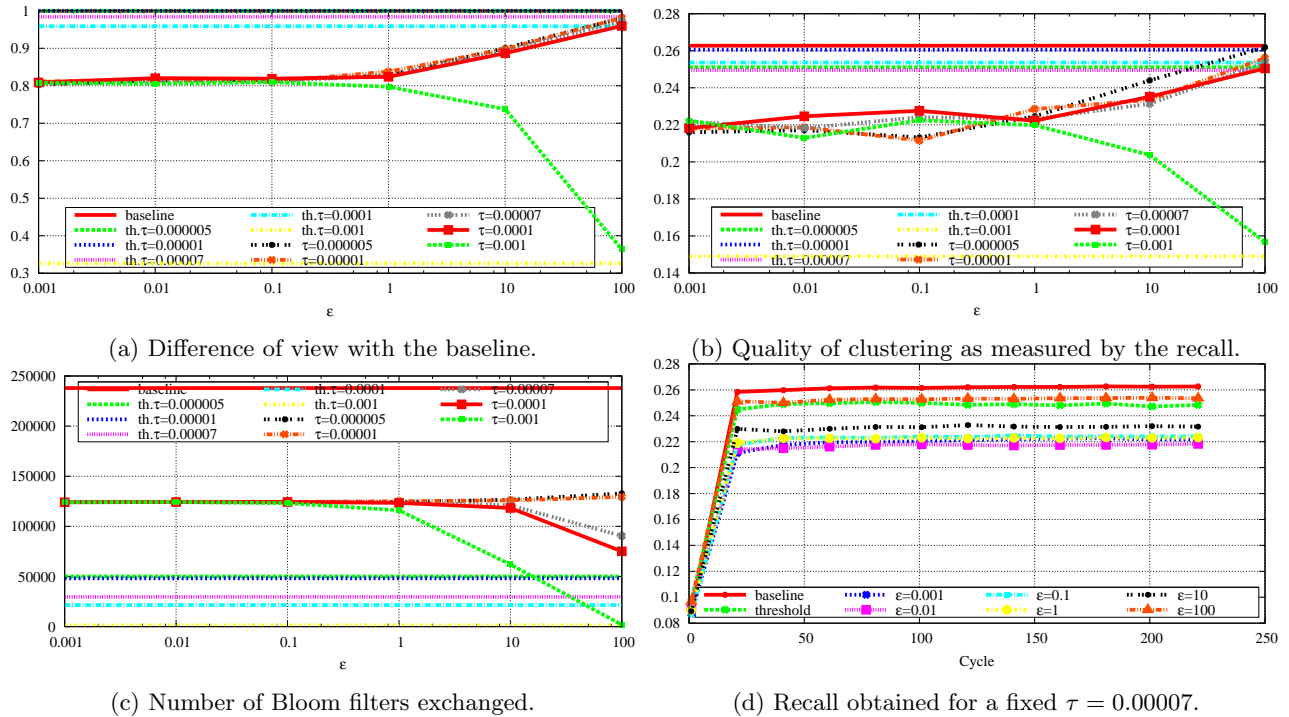 1
0.9
0.8
0.7
0.6
0.5
0.4
0.3
0.001 0.01 0.1 1 10 100
ε
baseline th.τ=0.0001 τ=0.00007
th.τ=0.000005 th.τ=0.001 τ=0.0001
th.τ=0.00001 τ=0.000005 τ=0.001
th.τ=0.00007 τ=0.00001
(a) Difference of view with the baseline.
0.28
0.26
0.24
0.22
0.2
0.18
0.16
0.14
0.001 0.01 0.1 1 10 100
ε
baseline th.τ=0.0001 τ=0.00007
th.τ=0.000005 th.τ=0.001 τ=0.0001
th.τ=0.00001 τ=0.000005 τ=0.001
th.τ=0.00007 τ=0.00001
(b) Quality of clustering as measured by the recall.
250000
200000
150000
100000
50000
0
0.001 0.01 0.1 1 10 100
ε
baseline th.τ=0.0001 τ=0.00007
th.τ=0.000005 th.τ=0.001 τ=0.0001
th.τ=0.00001 τ=0.000005 τ=0.001
th.τ=0.00007 τ=0.00001
(c) Number of Bloom filters exchanged.
0.28
0.26
0.24
0.22
0.2
0.18
0.16
0.14
0.12
0.1
0.08
0 50 100 150 200 250
Cycle
baseline ε=0.001 ε=0.1 ε=10
threshold ε=0.01 ε=1 ε=100
(d) Recall obtained for a fixed τ = 0.00007.